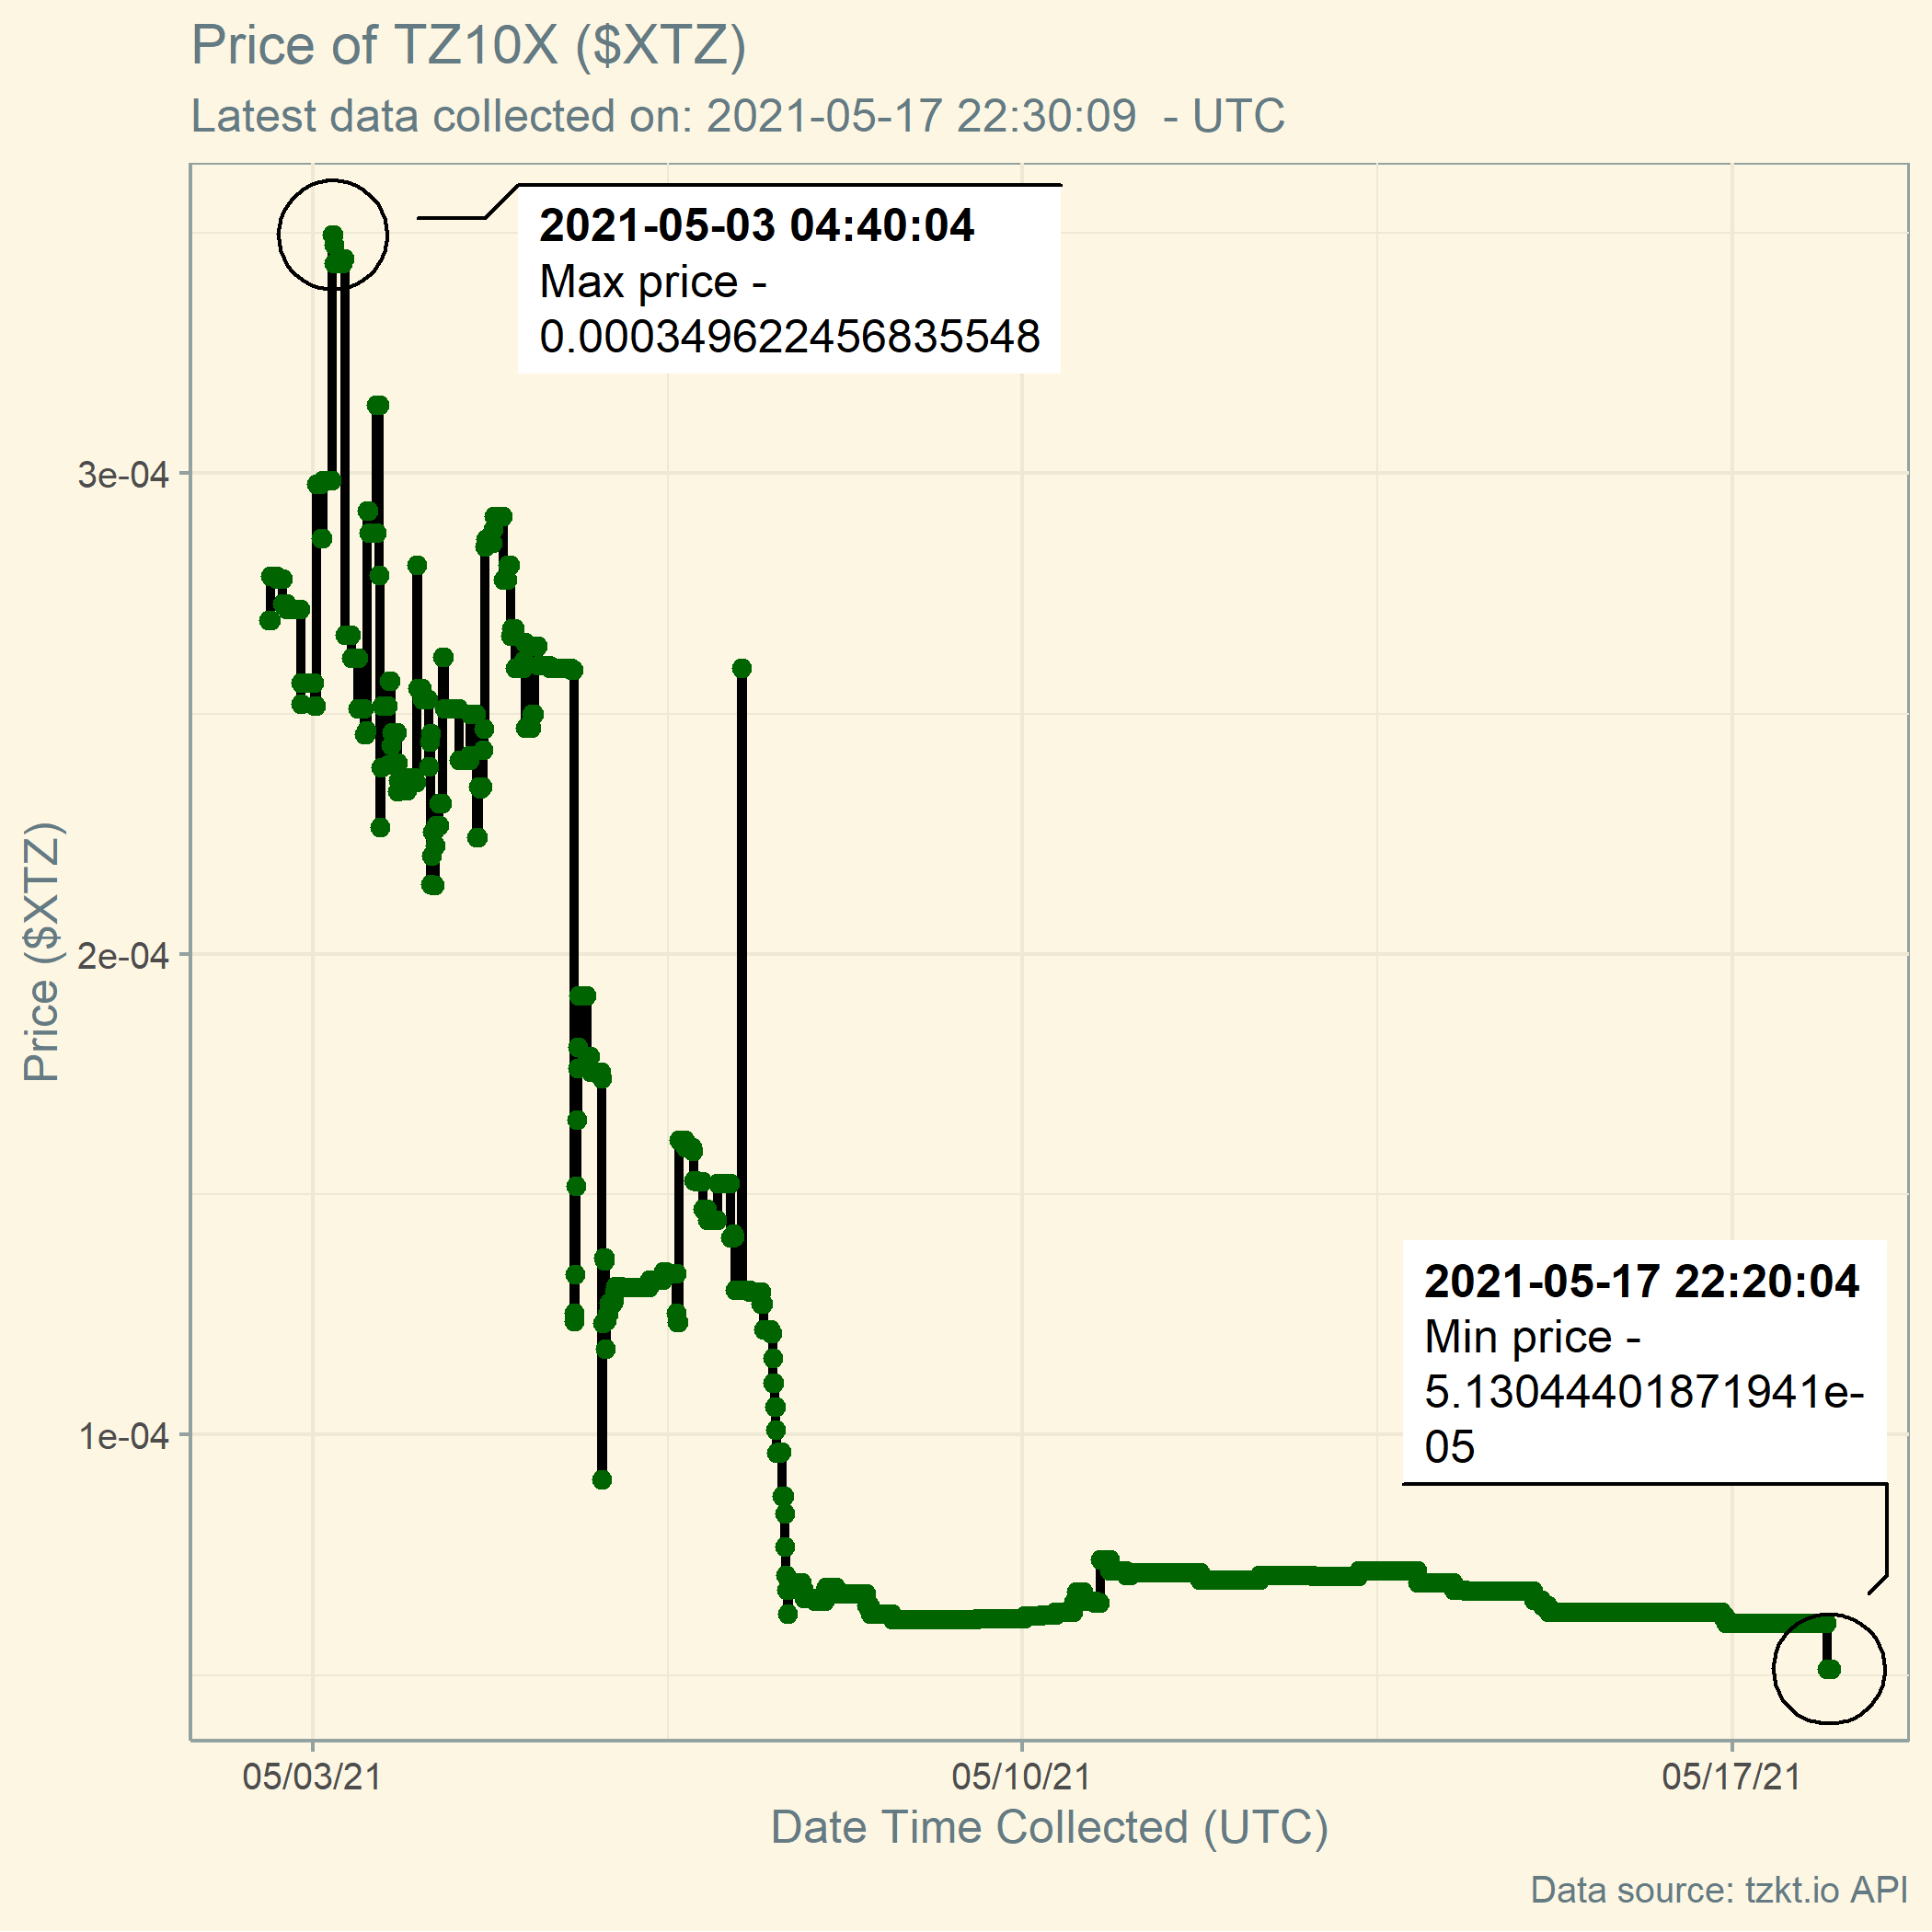 Price of TZ10X ($XTZ)
Latest data collected on: 2021-05-17 22:30:09  - UTC
2021-05-03 04:40:04
Max price -
0.000349622456835548
3e-04
2e-04
1e-04
Price ($XTZ)
2021-05-17 22:20:04
Min price -
5.13044401871941e-
05
05/03/21
05/10/21
05/17/21
Date Time Collected (UTC)
Data source: tzkt.io API